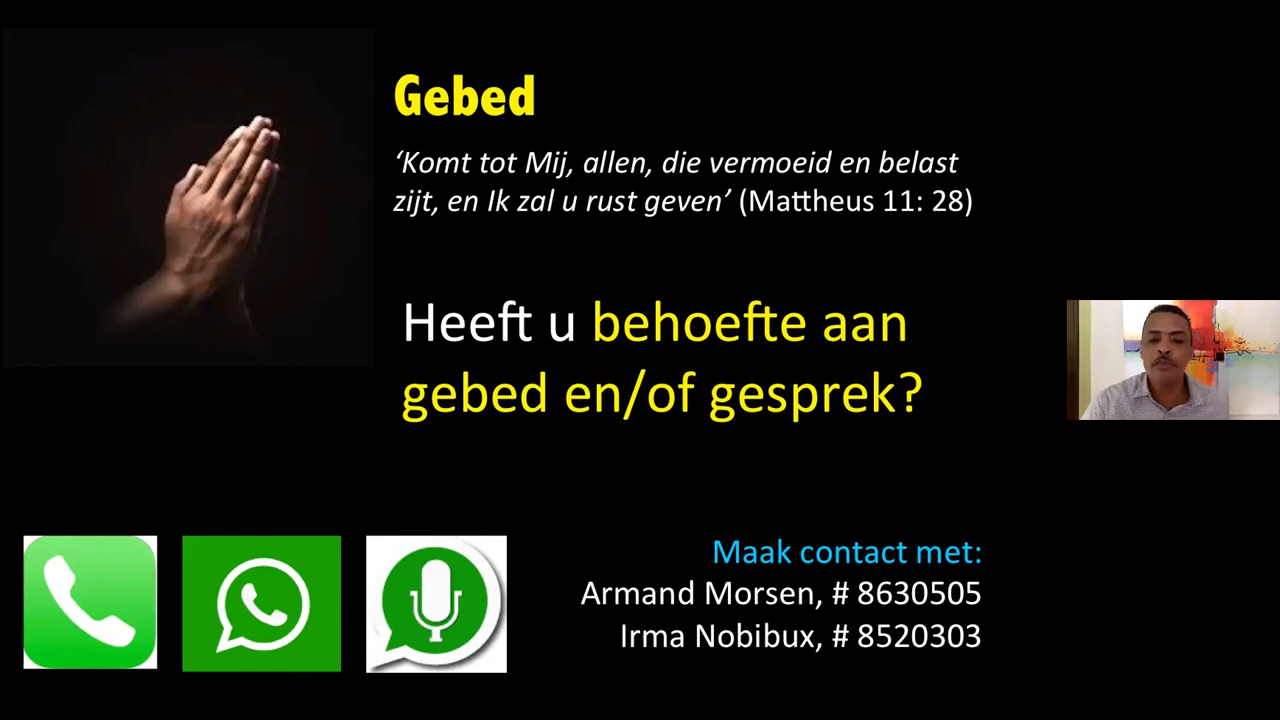 Gebed
‘Komt tot Mij, allen, die vermoeid en belast
zijt, en Ik zal u rust geven’ (Mattheus 11: 28)
Heeft u behoefte aan
gebed en/of gesprek?
Maak contact met:
Armand Morsen, # 8630505
Irma Nobibux, # 8520303